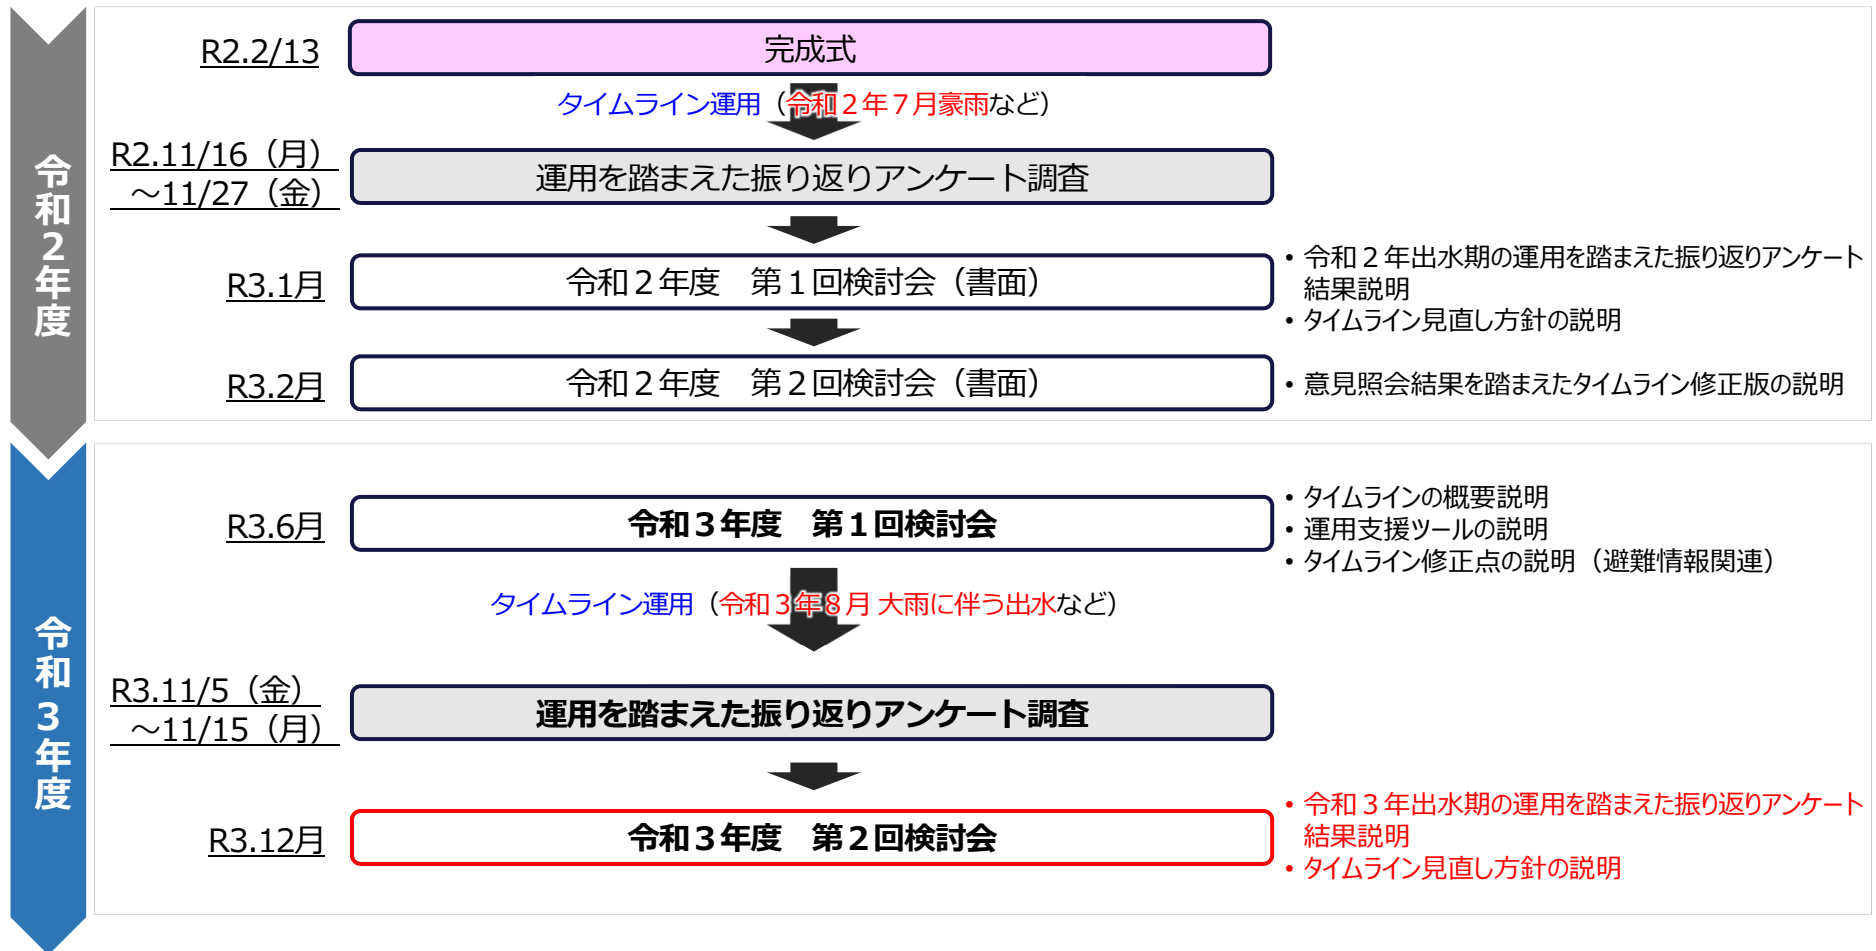 令和２年度
R2.2/13
完成式
タイムライン運用（令和２年７月豪雨など）
R2.11/16（月）
～11/27（金）
運用を踏まえた振り返りアンケート調査
R3.1月
令和２年度　第１回検討会（書面）
• 令和２年出水期の運用を踏まえた振り返りアンケート
結果説明
• タイムライン見直し方針の説明
R3.2月
令和２年度　第２回検討会（書面）
• 意見照会結果を踏まえたタイムライン修正版の説明
令和３年度
R3.6月
令和３年度　第１回検討会
• タイムラインの概要説明
• 運用支援ツールの説明
• タイムライン修正点の説明（避難情報関連）
タイムライン運用（令和３年８月 大雨に伴う出水など）
R3.11/5（金）
～11/15（月）
運用を踏まえた振り返りアンケート調査
R3.12月
令和３年度　第２回検討会
• 令和３年出水期の運用を踏まえた振り返りアンケート
結果説明
• タイムライン見直し方針の説明